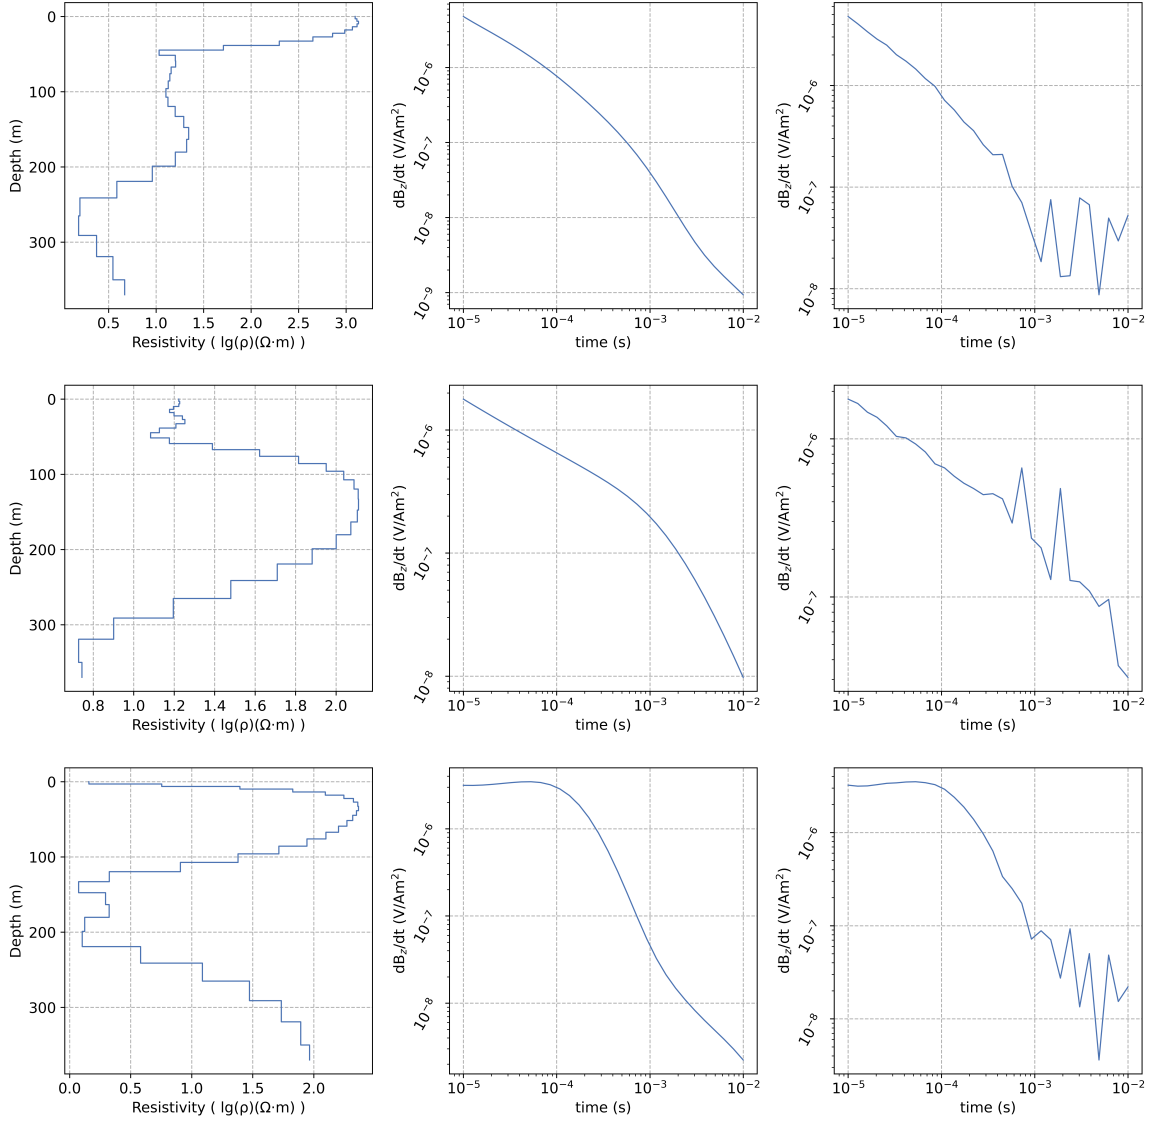 0
100
200
300
Depth (m)
0.5 1.0 1.5 2.0 2.5 3.0
Resistivity ( lg(ρ)(Ω·m) )
10⁻⁶
10⁻⁷
10⁻⁸
10⁻⁹
dB_z/dt (V/Am²)
10⁻⁵ 10⁻⁴ 10⁻³ 10⁻²
time (s)
10⁻⁶
10⁻⁷
10⁻⁸
dB_z/dt (V/Am²)
10⁻⁵ 10⁻⁴ 10⁻³ 10⁻²
time (s)
0
100
200
300
Depth (m)
0.8 1.0 1.2 1.4 1.6 1.8 2.0
Resistivity ( lg(ρ)(Ω·m) )
10⁻⁶
10⁻⁷
10⁻⁸
dB_z/dt (V/Am²)
10⁻⁵ 10⁻⁴ 10⁻³ 10⁻²
time (s)
10⁻⁶
10⁻⁷
dB_z/dt (V/Am²)
10⁻⁵ 10⁻⁴ 10⁻³ 10⁻²
time (s)
0
100
200
300
Depth (m)
0.0 0.5 1.0 1.5 2.0
Resistivity ( lg(ρ)(Ω·m) )
10⁻⁶
10⁻⁷
10⁻⁸
dB_z/dt (V/Am²)
10⁻⁵ 10⁻⁴ 10⁻³ 10⁻²
time (s)
10⁻⁶
10⁻⁷
10⁻⁸
dB_z/dt (V/Am²)
10⁻⁵ 10⁻⁴ 10⁻³ 10⁻²
time (s)